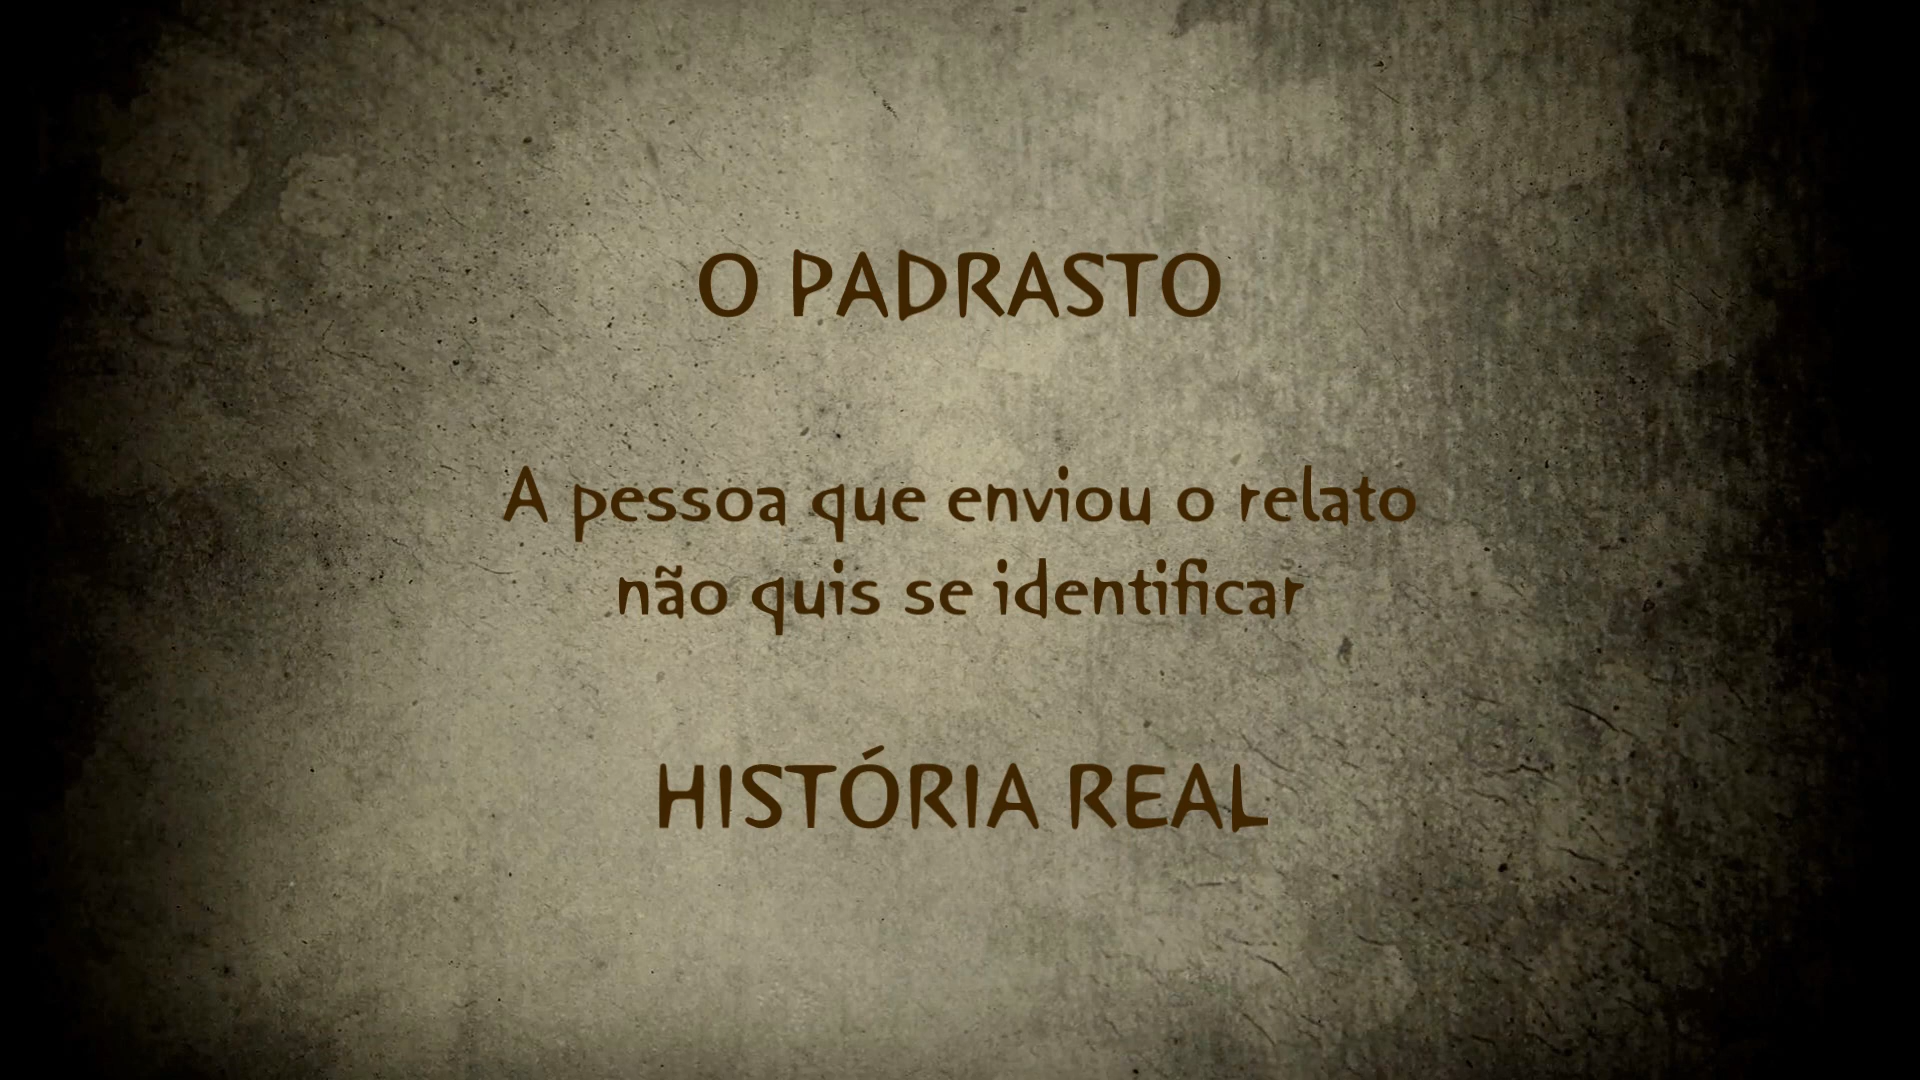 O PADRASTO
A pessoa que enviou o relato
não quis se identificar
HISTÓRIA REAL